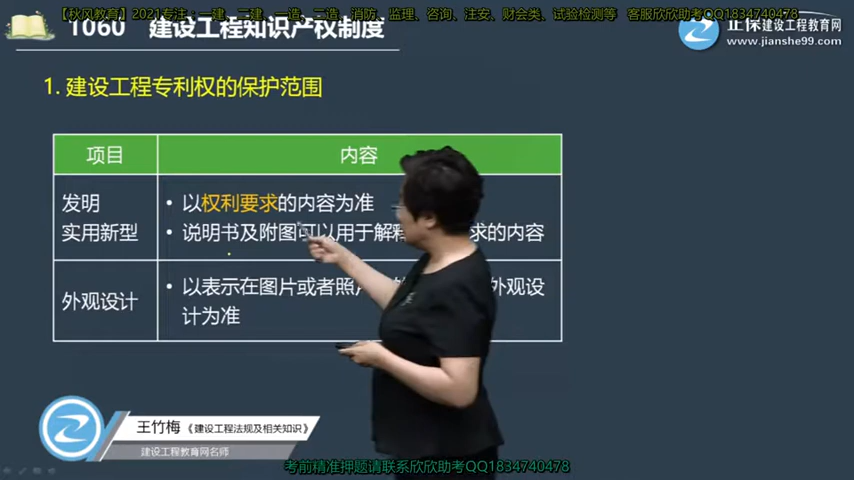 【秋风教育】2021专注：一建、二建、一造、二造、消防、监理、咨询、注安、财会类、试验检测等 客服欣欣助考QQ1834740478
1060 建设工程知识产权制度
正保建设工程教育网
www.jianshe99.com
1. 建设工程专利权的保护范围
项目 内容
发明
实用新型
• 以权利要求的内容为准
• 说明书及附图可以用于解 求的内容
外观设计
• 以表示在图片或者照 外观设
计为准
王竹梅《建设工程法规及相关知识》
建设工程教育网名师
考前精准押题请联系欣欣助考QQ1834740478